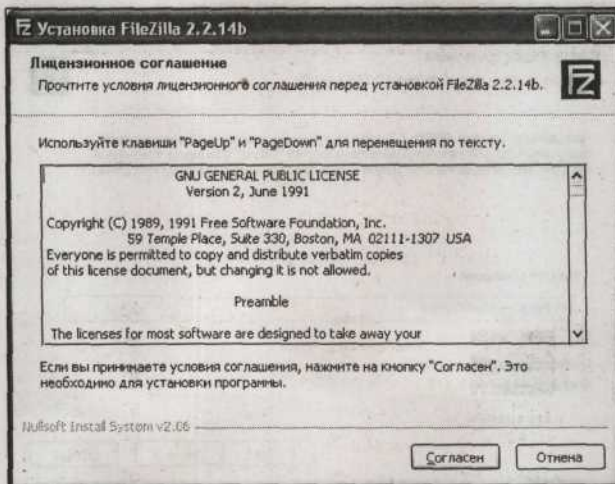 FZ Установка FileZilla 2.2.14b
Лицензионное соглашение
Прочтите условия лицензионного соглашения перед установкой FileZilla 2.2.14b.
FZ
Используйте клавиши "PageUp" и "PageDown" для перемещения по тексту.
GNU GENERAL PUBLIC LICENSE
Version 2, June 1991
Copyright (C) 1989, 1991 Free Software Foundation, Inc.
59 Temple Place, Suite 330, Boston, MA 02111-1307 USA
Everyone is permitted to copy and distribute verbatim copies
of this license document, but changing it is not allowed.
Preamble
The licenses for most software are designed to take away your
Если вы принимаете условия соглашения, нажмите на кнопку "Согласен". Это
необходимо для установки программы.
Nullsoft Install System v2.06
Согласен
Отмена